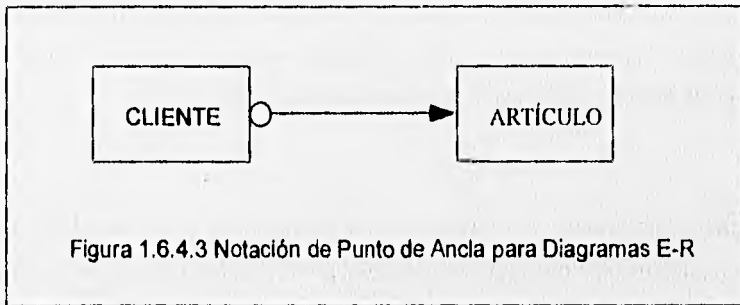 CLIENTE
ARTÍCULO
Figura 1.6.4.3 Notación de Punto de Ancla para Diagramas E-R